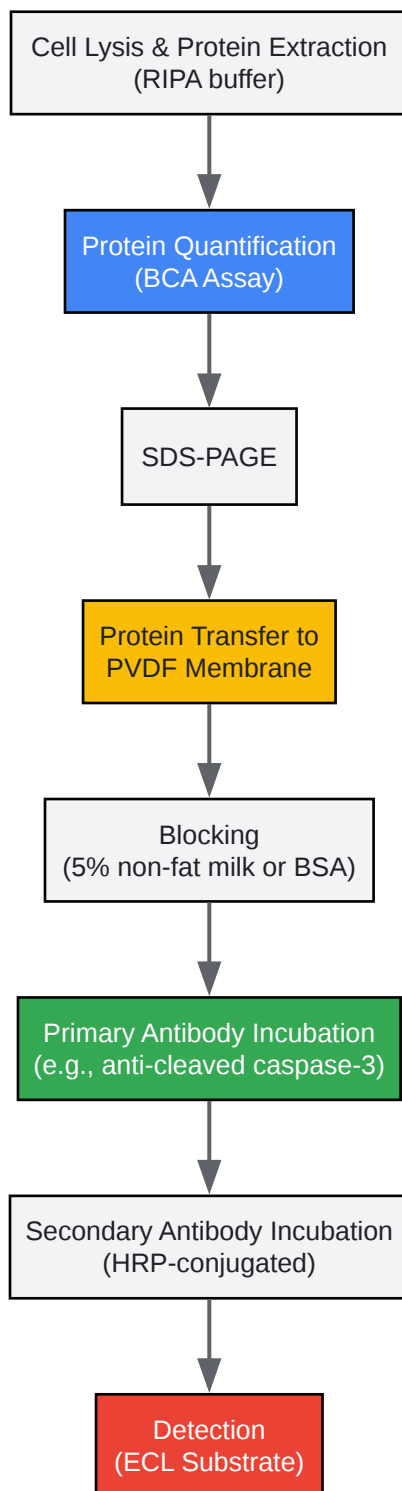 Cell Lysis & Protein Extraction
(RIPA buffer)
Protein Quantification
(BCA Assay)
SDS-PAGE
Protein Transfer to
PVDF Membrane
Blocking
(5% non-fat milk or BSA)
Primary Antibody Incubation
(e.g., anti-cleaved caspase-3)
Secondary Antibody Incubation
(HRP-conjugated)
Detection
(ECL Substrate)